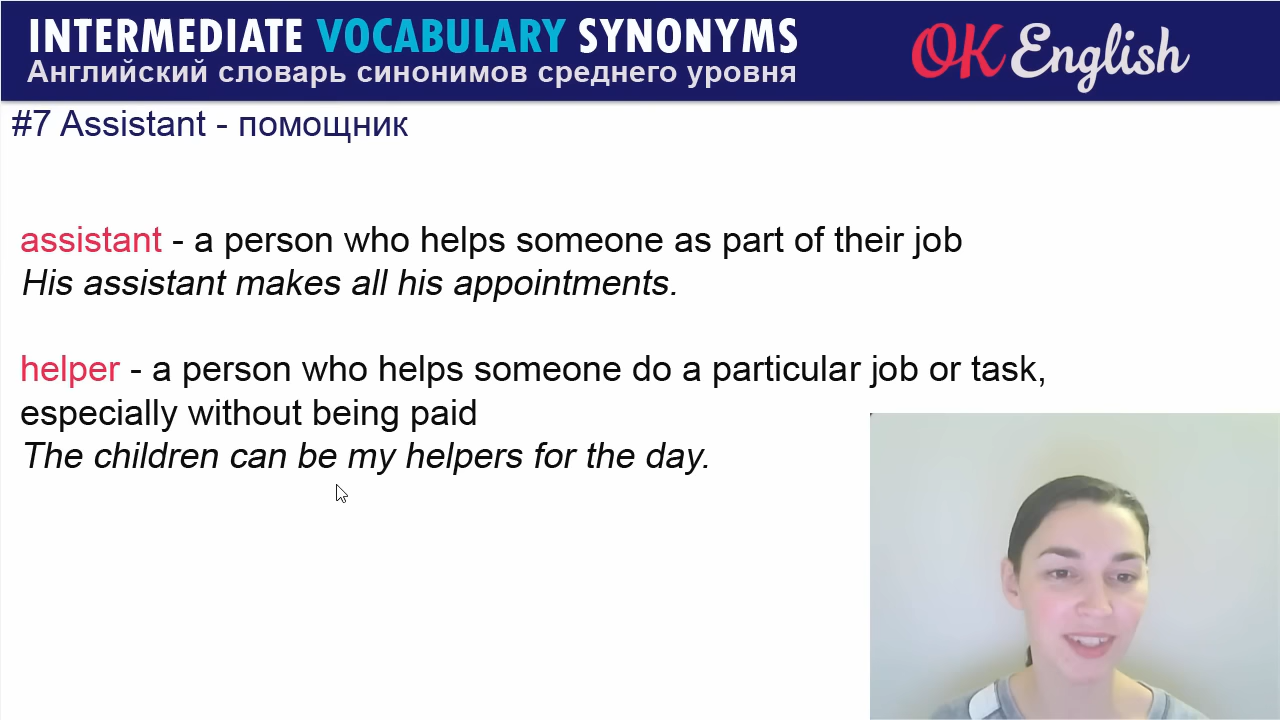 INTERMEDIATE VOCABULARY SYNONYMS
Английский словарь синонимов среднего уровня
OK English
#7 Assistant - помощник
assistant - a person who helps someone as part of their job
His assistant makes all his appointments.
helper - a person who helps someone do a particular job or task,
especially without being paid
The children can be my helpers for the day.